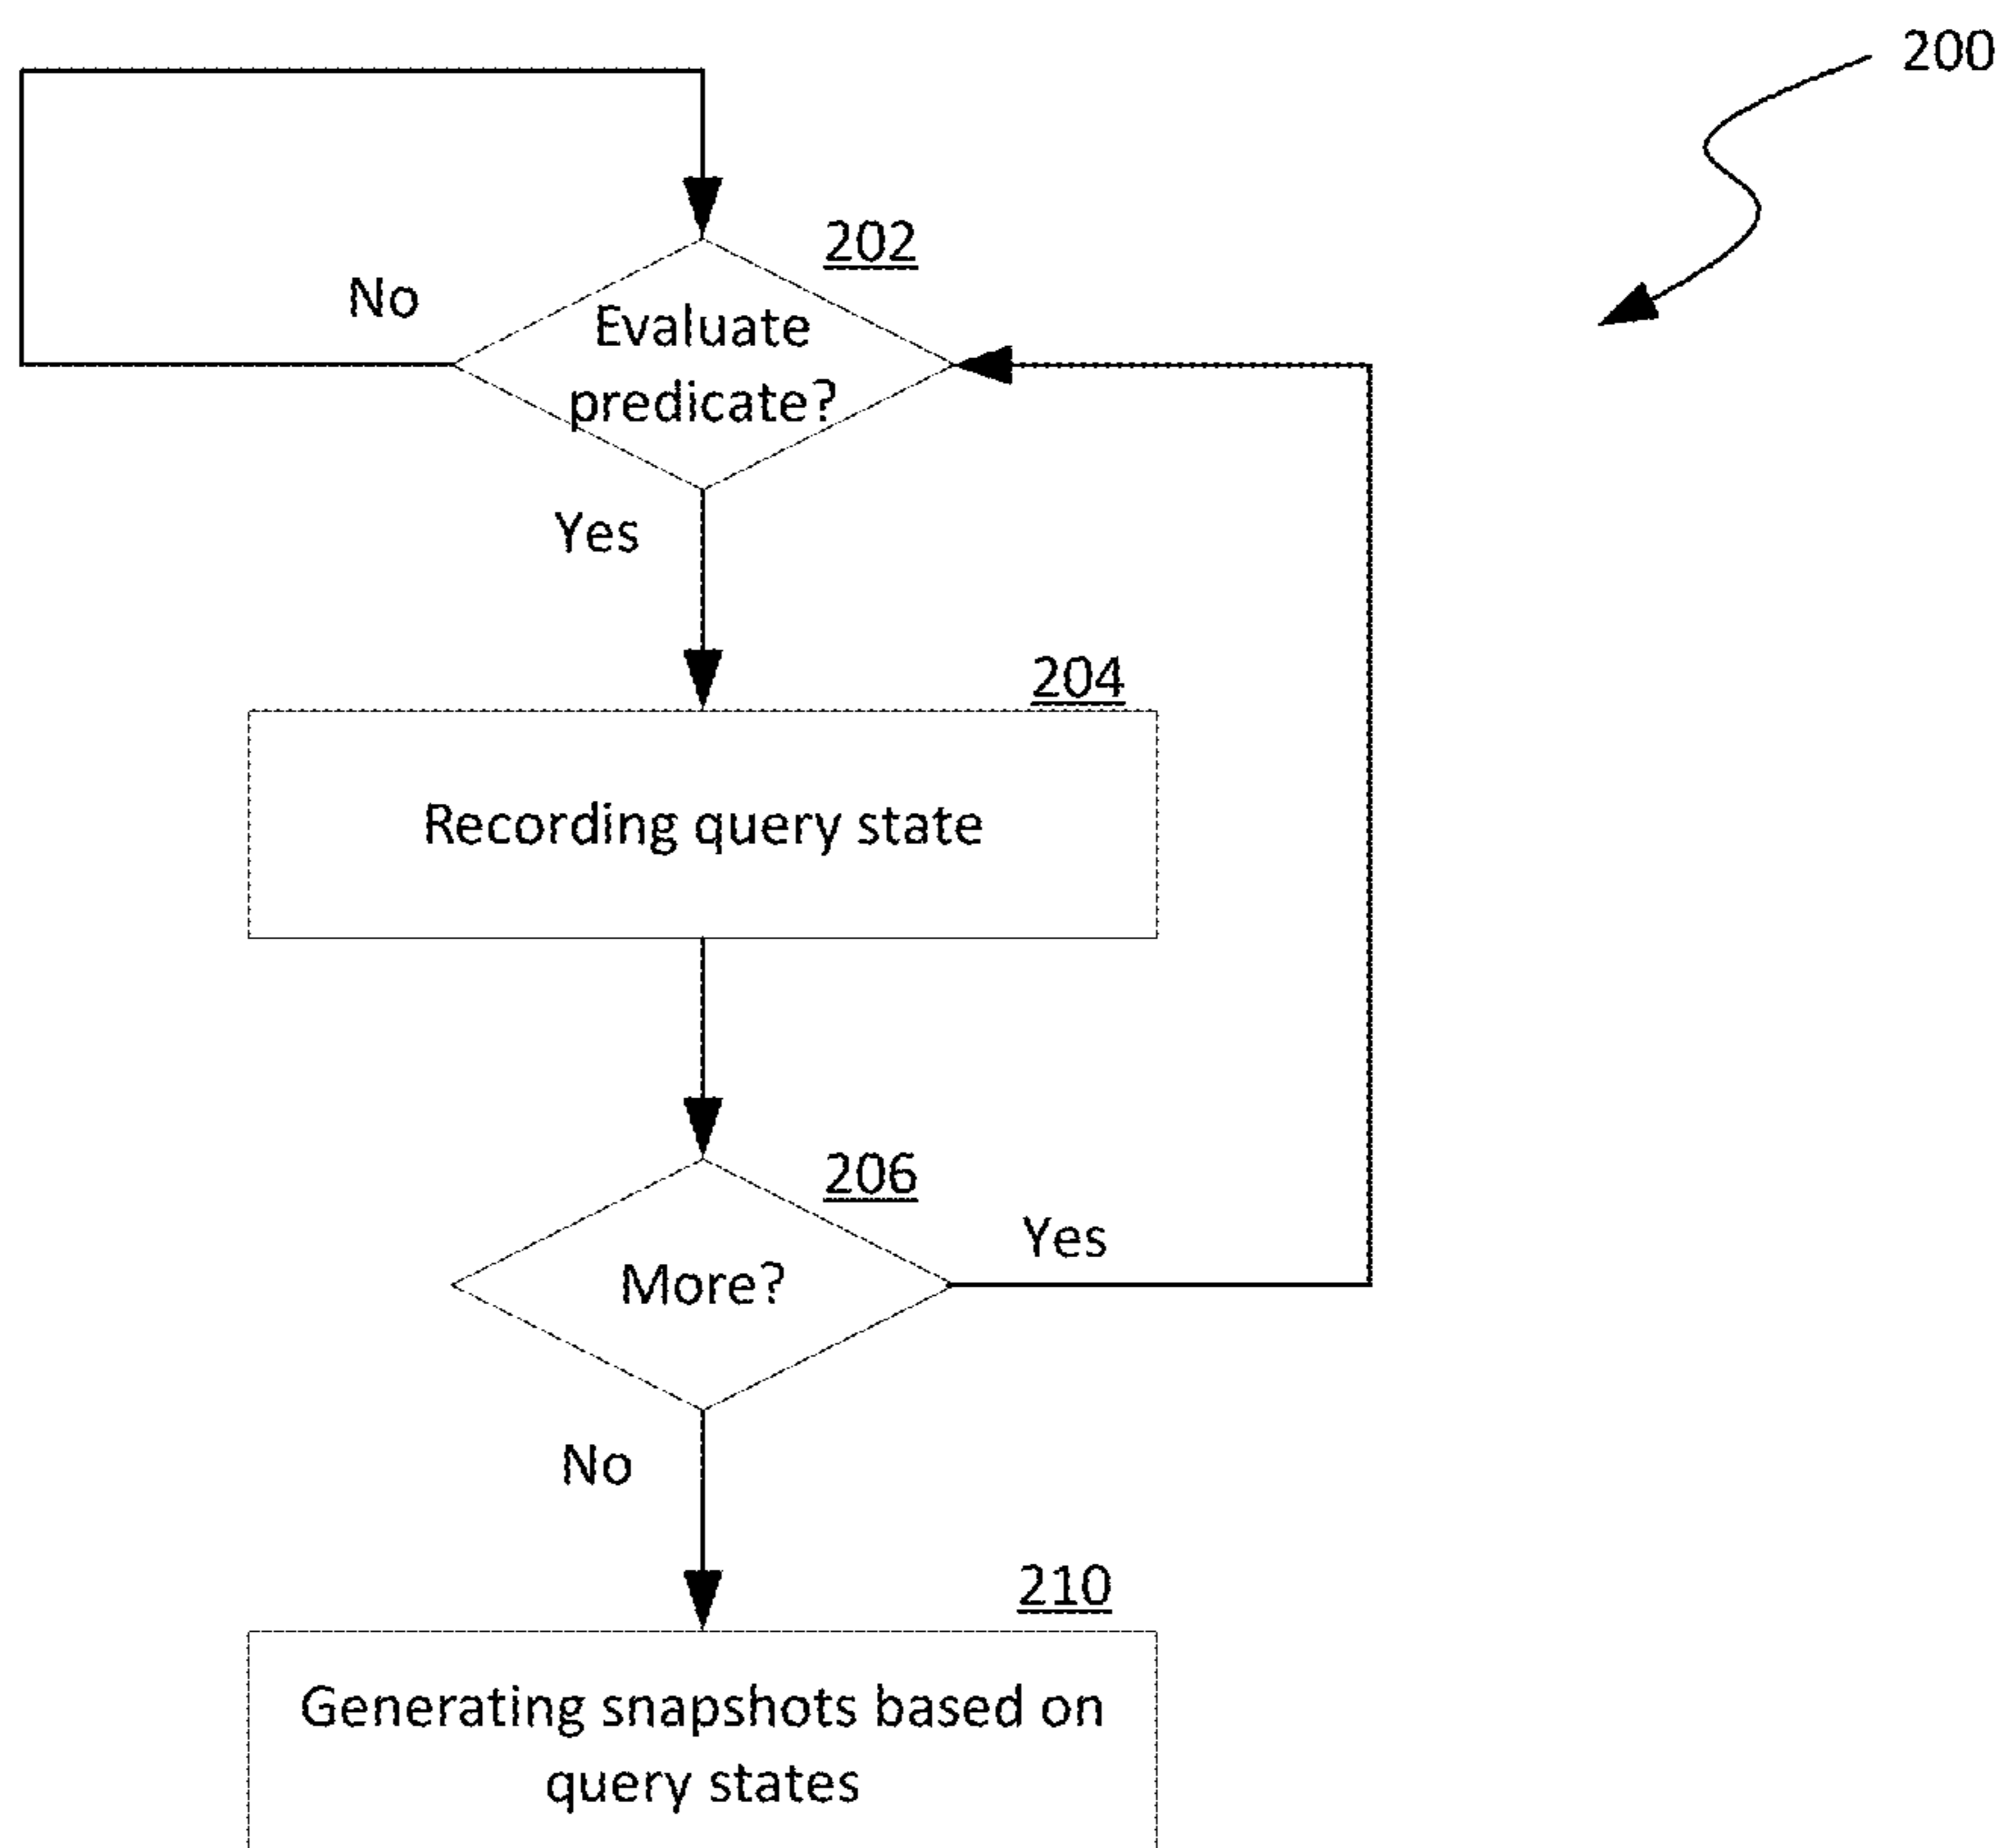 200
202
No
Evaluate
predicate?
Yes
204
Recording query state
206
Yes
More?
No
210
Generating snapshots based on
query states